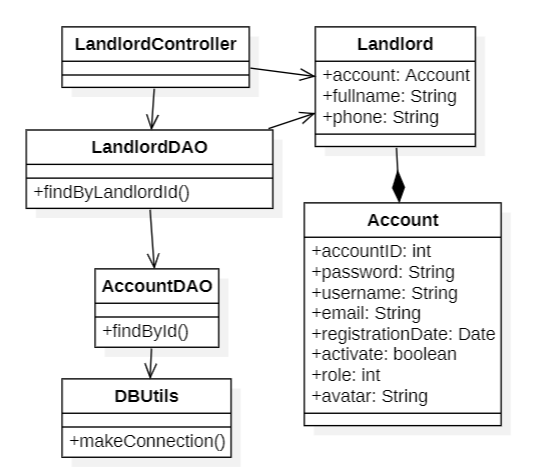 LandlordController
Landlord
+account: Account
+fullname: String
+phone: String
LandlordDAO
+findByLandlordId()
Account
+accountID: int
+password: String
+username: String
+email: String
+registrationDate: Date
+activate: boolean
+role: int
+avatar: String
AccountDAO
+findById()
DBUtils
+makeConnection()